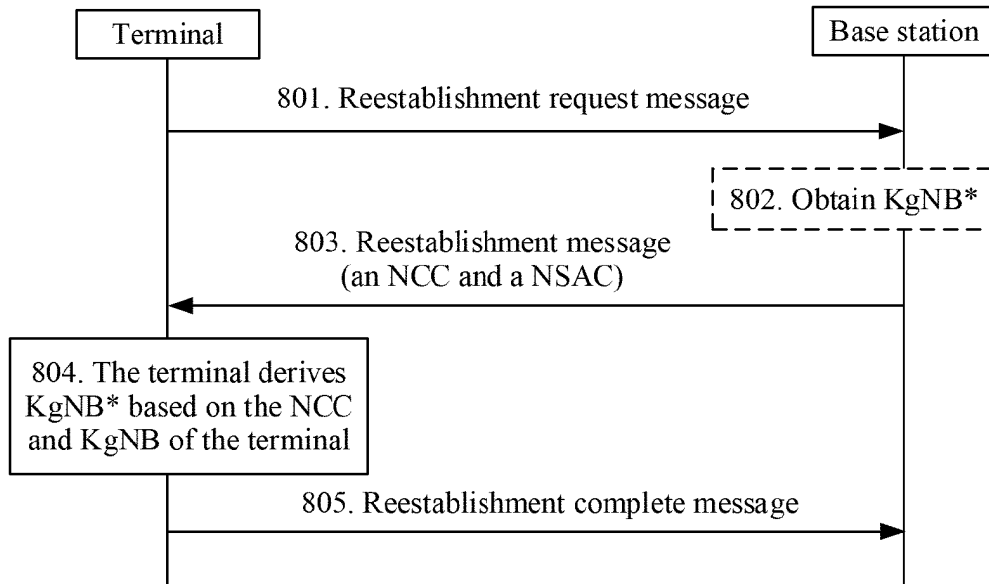 Terminal
Base station
801. Reestablishment request message
802. Obtain KgNB*
803. Reestablishment message
(an NCC and a NSAC)
804. The terminal derives
KgNB* based on the NCC
and KgNB of the terminal
805. Reestablishment complete message